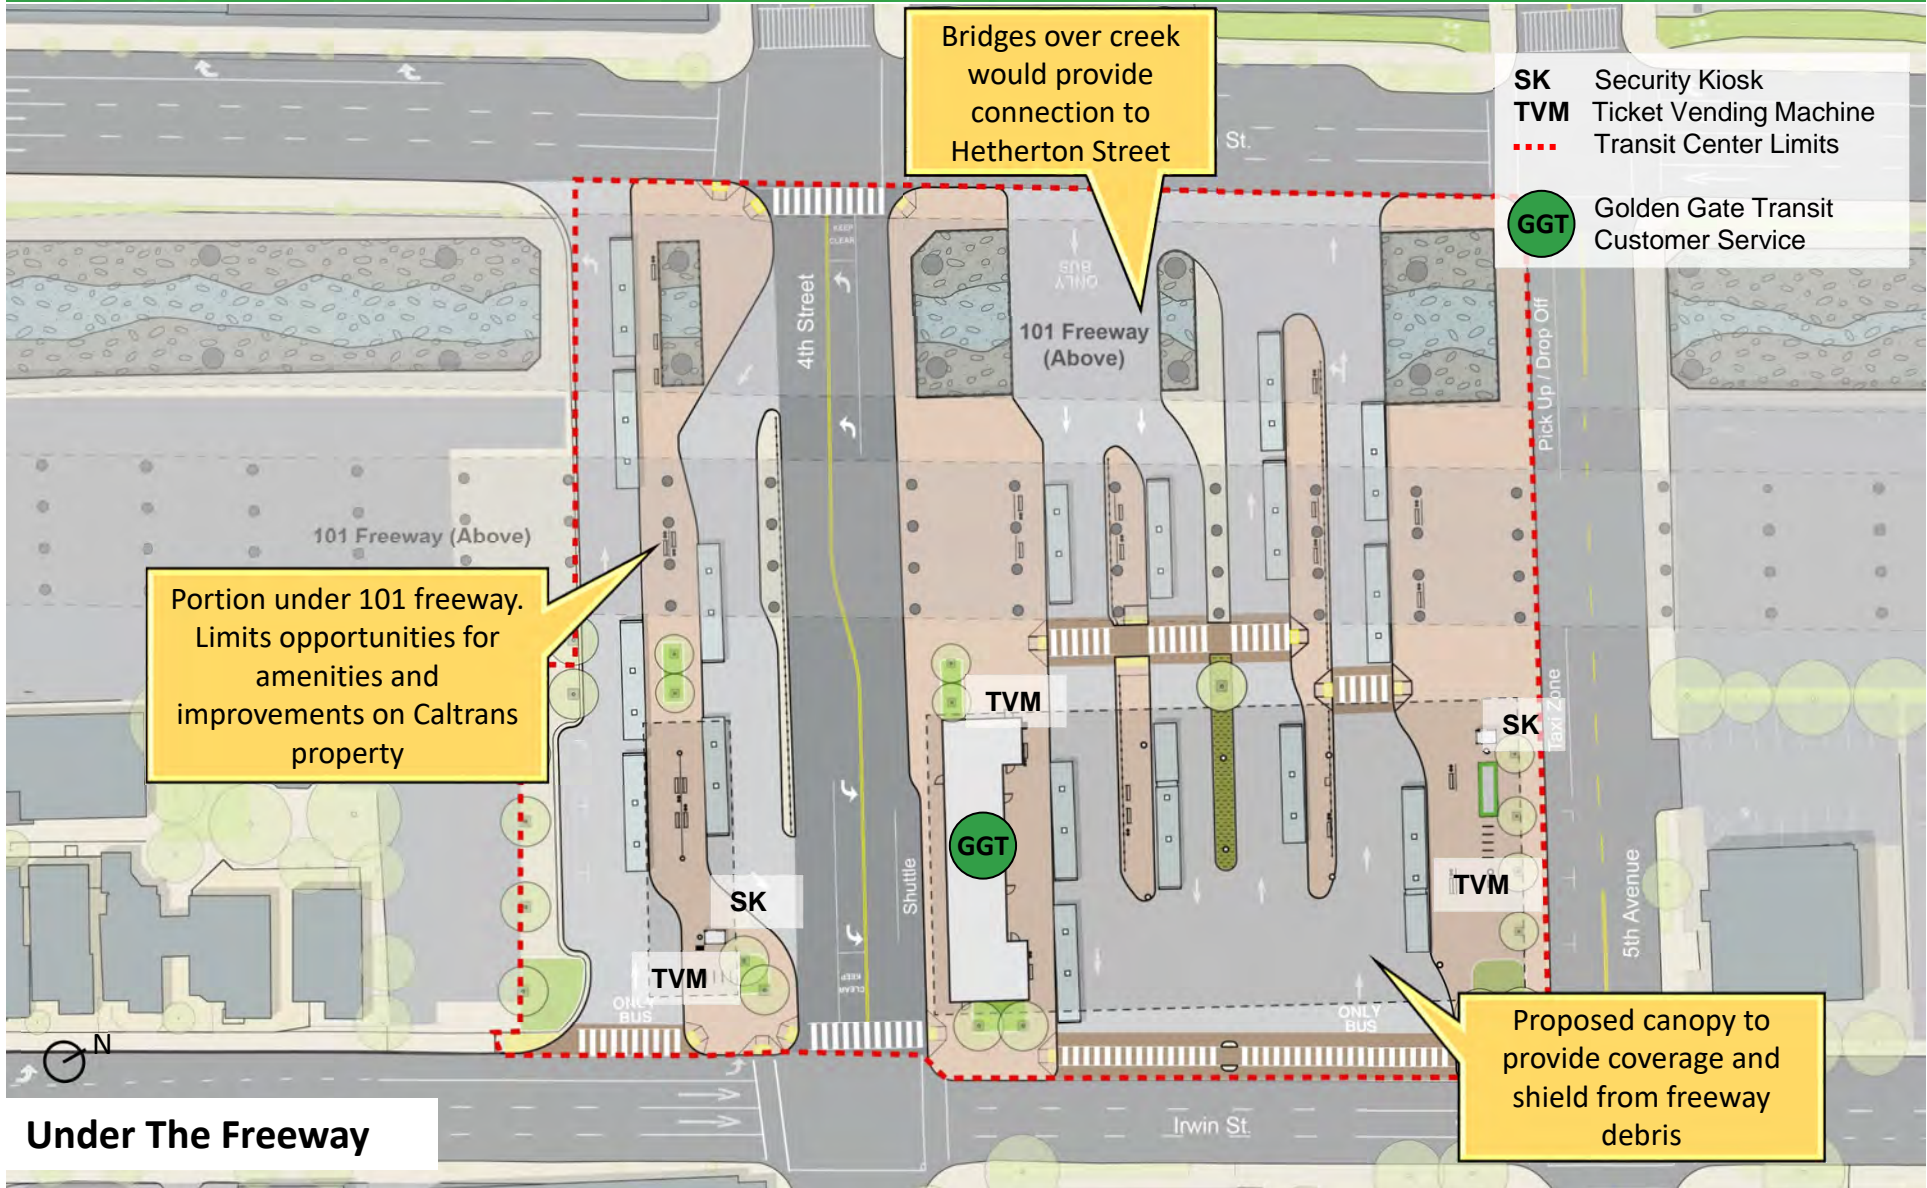 Bridges over creek
would provide
connection to
Hetherton Street
SK Security Kiosk
TVM Ticket Vending Machine
Transit Center Limits
GGT Golden Gate Transit
Customer Service
St.
KEEP
CLEAR
ONLY
BUS
4th Street
101 Freeway
(Above)
Pick Up / Drop Off
101 Freeway (Above)
Portion under 101 freeway.
Limits opportunities for
amenities and
improvements on Caltrans
property
TVM
SK
Taxi Zone
GGT
SK
TVM
Shuttle
TVM
5th Avenue
KEEP
CLEAR
ONLY
BUS
ONLY
BUS
Proposed canopy to
provide coverage and
shield from freeway
debris
N
Irwin St.
Under The Freeway